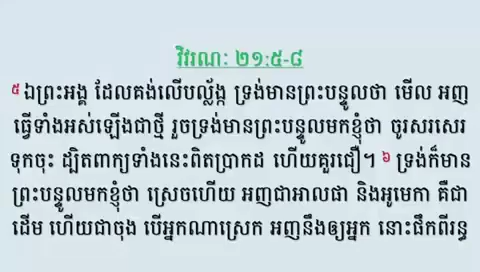 វិវរណៈ ២១:៥-៨
៥ ឯព្រះអង្គ ដែលគង់លើបល្ល័ង្ក ទ្រង់មានព្រះបន្ទូលថា មើល អញ
ធ្វើទាំងអស់ឡើងជាថ្មី រួចទ្រង់មានព្រះបន្ទូលមកខ្ញុំថា ចូរសរសេរ
ទុកចុះ ដ្បិតពាក្យទាំងនេះពិតប្រាកដ ហើយគួរជឿ។ ៦ ទ្រង់ក៏មាន
ព្រះបន្ទូលមកខ្ញុំថា ស្រេចហើយ អញជាអាលផា និងអូមេកា គឺជា
ដើម ហើយជាចុង បើអ្នកណាស្រេក អញនឹងឲ្យអ្នក នោះផឹកពីរន្ធ